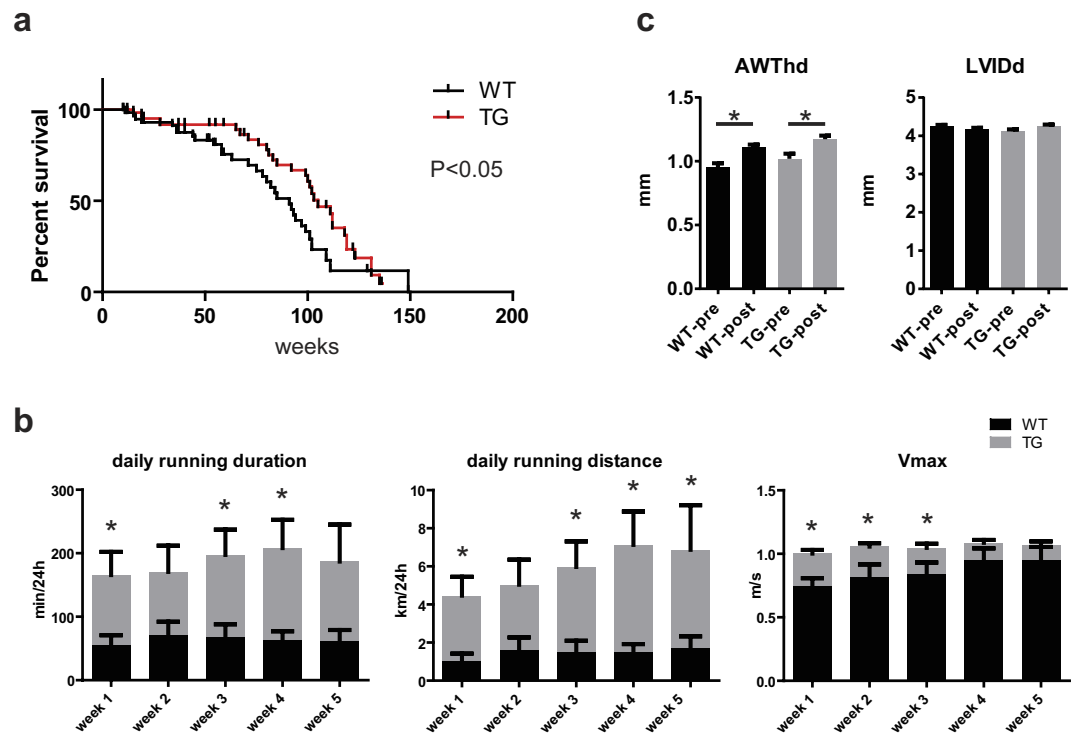 a
Percent survival
100
50
0
0
50
100
150
200
weeks
WT
TG
P<0.05
c
AWThd
mm
1.5
1.0
0.5
0.0
*
*
WT-pre
WT-post
TG-pre
TG-post
LVIDd
mm
5
4
3
2
1
0
WT-pre
WT-post
TG-pre
TG-post
b
WT
TG
daily running duration
min/24h
300
200
100
0
*
*
*
week 1
week 2
week 3
week 4
week 5
daily running distance
km/24h
10
8
6
4
2
0
*
*
*
*
week 1
week 2
week 3
week 4
week 5
Vmax
m/s
1.5
1.0
0.5
0.0
*
*
*
week 1
week 2
week 3
week 4
week 5